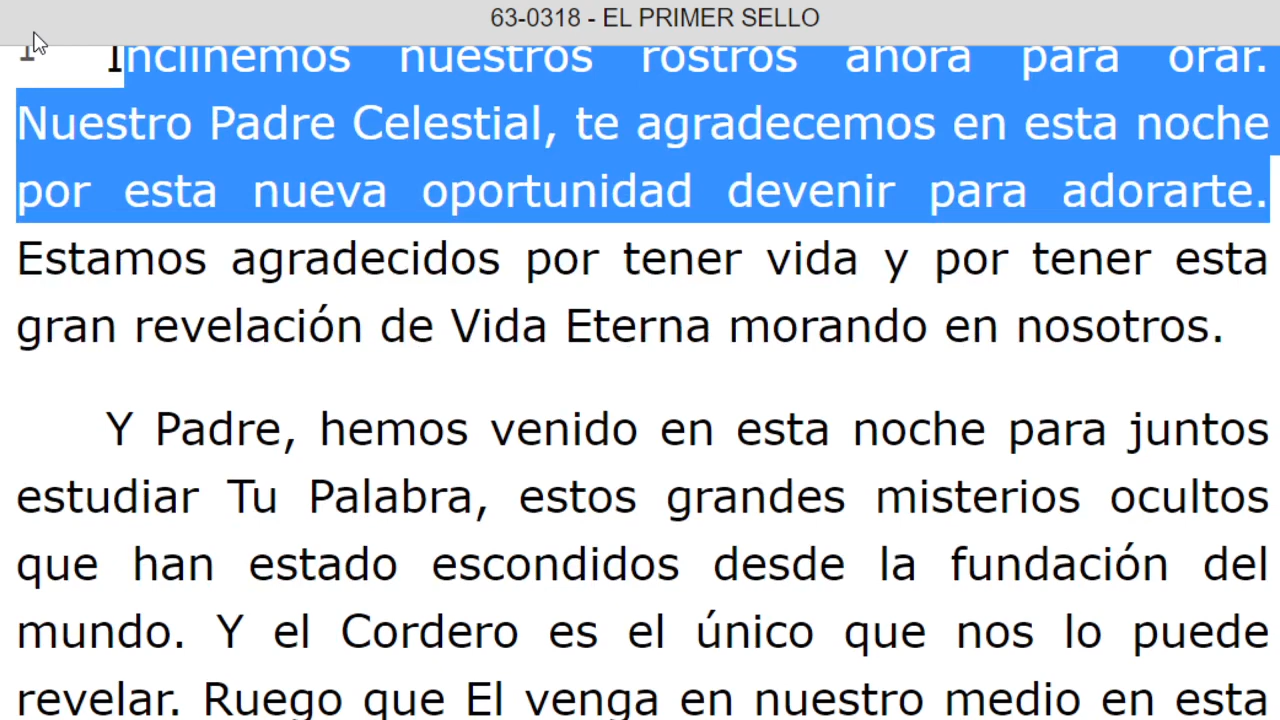 63-0318 - EL PRIMER SELLO
1 Inclinemos nuestros rostros ahora para orar.
Nuestro Padre Celestial, te agradecemos en esta noche
por esta nueva oportunidad devenir para adorarte.
Estamos agradecidos por tener vida y por tener esta
gran revelación de Vida Eterna morando en nosotros.
Y Padre, hemos venido en esta noche para juntos
estudiar Tu Palabra, estos grandes misterios ocultos
que han estado escondidos desde la fundación del
mundo. Y el Cordero es el único que nos lo puede
revelar. Ruego que El venga en nuestro medio en esta